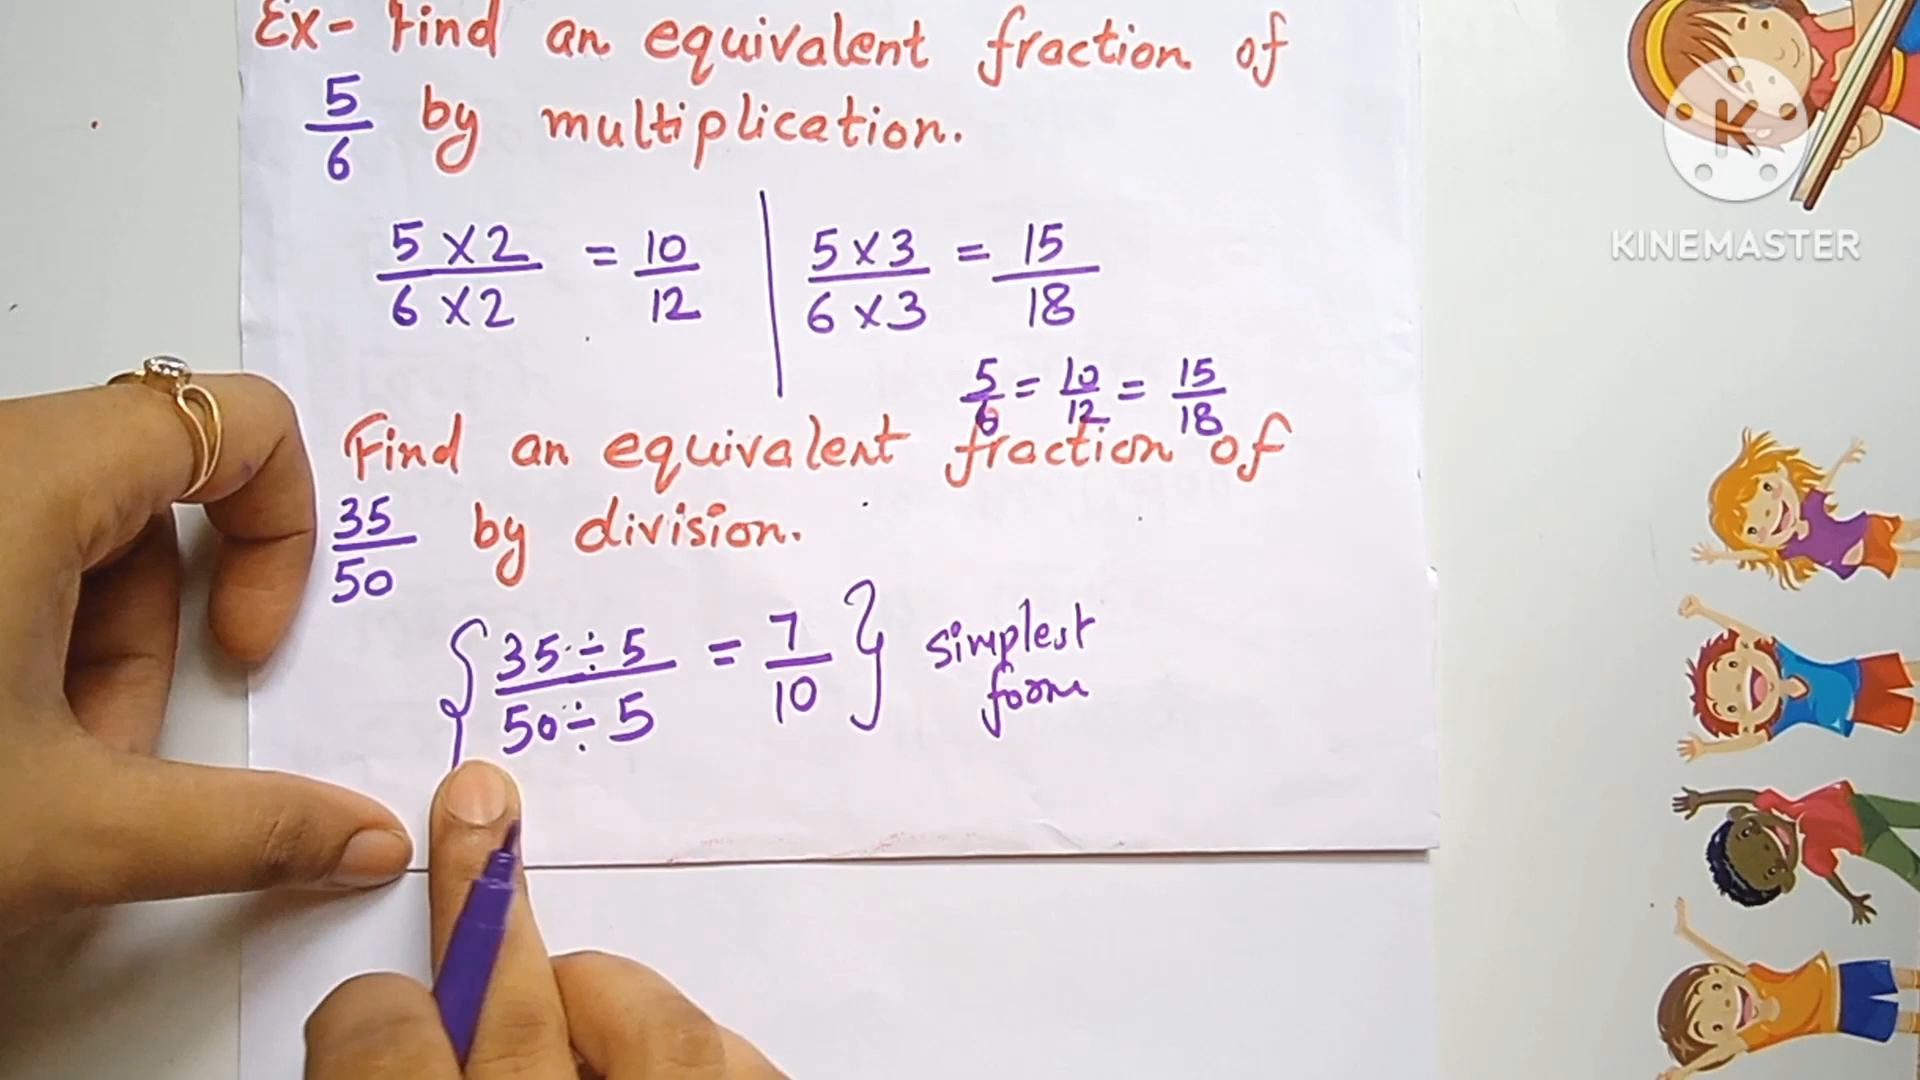 Ex- Find an equivalent fraction of
5/6 by multiplication.
5 x 2 / 6 x 2 = 10/12 | 5 x 3 / 6 x 3 = 15/18
5/6 = 10/12 = 15/18
Find an equivalent fraction of
35/50 by division.
{ 35 ÷ 5 / 50 ÷ 5 = 7/10 } simplest
form
K
KINEMASTER